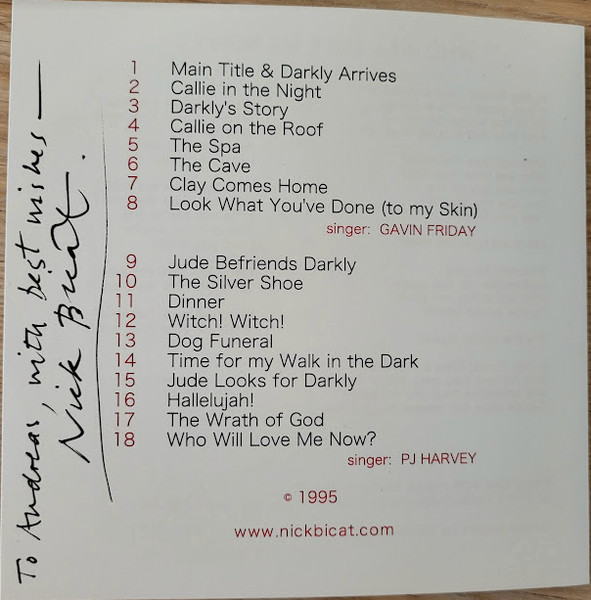 1 Main Title & Darkly Arrives
2 Callie in the Night
3 Darkly's Story
4 Callie on the Roof
5 The Spa
6 The Cave
7 Clay Comes Home
8 Look What You've Done (to my Skin)
singer: GAVIN FRIDAY
9 Jude Befriends Darkly
10 The Silver Shoe
11 Dinner
12 Witch! Witch!
13 Dog Funeral
14 Time for my Walk in the Dark
15 Jude Looks for Darkly
16 Hallelujah!
17 The Wrath of God
18 Who Will Love Me Now?
singer: PJ HARVEY
© 1995
www.nickbicat.com
To Andreas, with best wishes —
Nick Bicât.